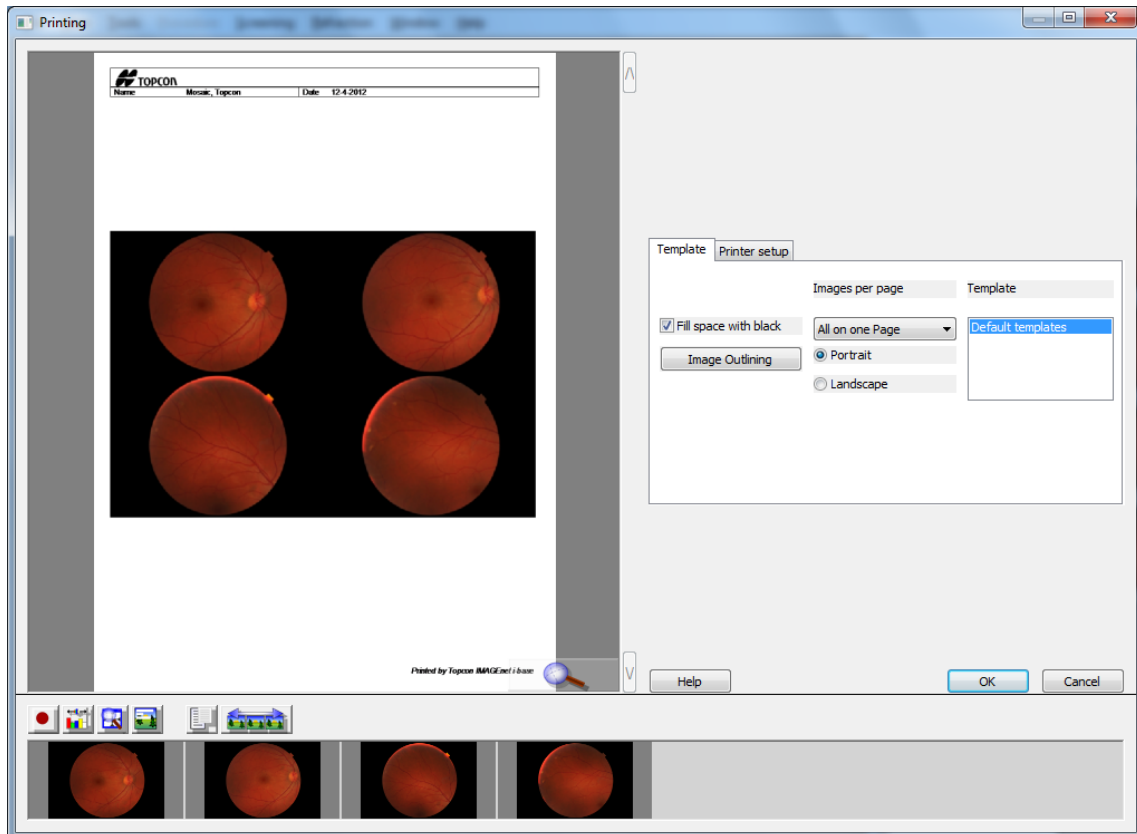 Printing
TOPCON
Name Mosaic, Topcon Date 12-4-2012
Template Printer setup
Images per page Template
Fill space with black All on one Page Default templates
Image Outlining Portrait
Landscape
Printed by Topcon IMAGEnet i-base
Help OK Cancel